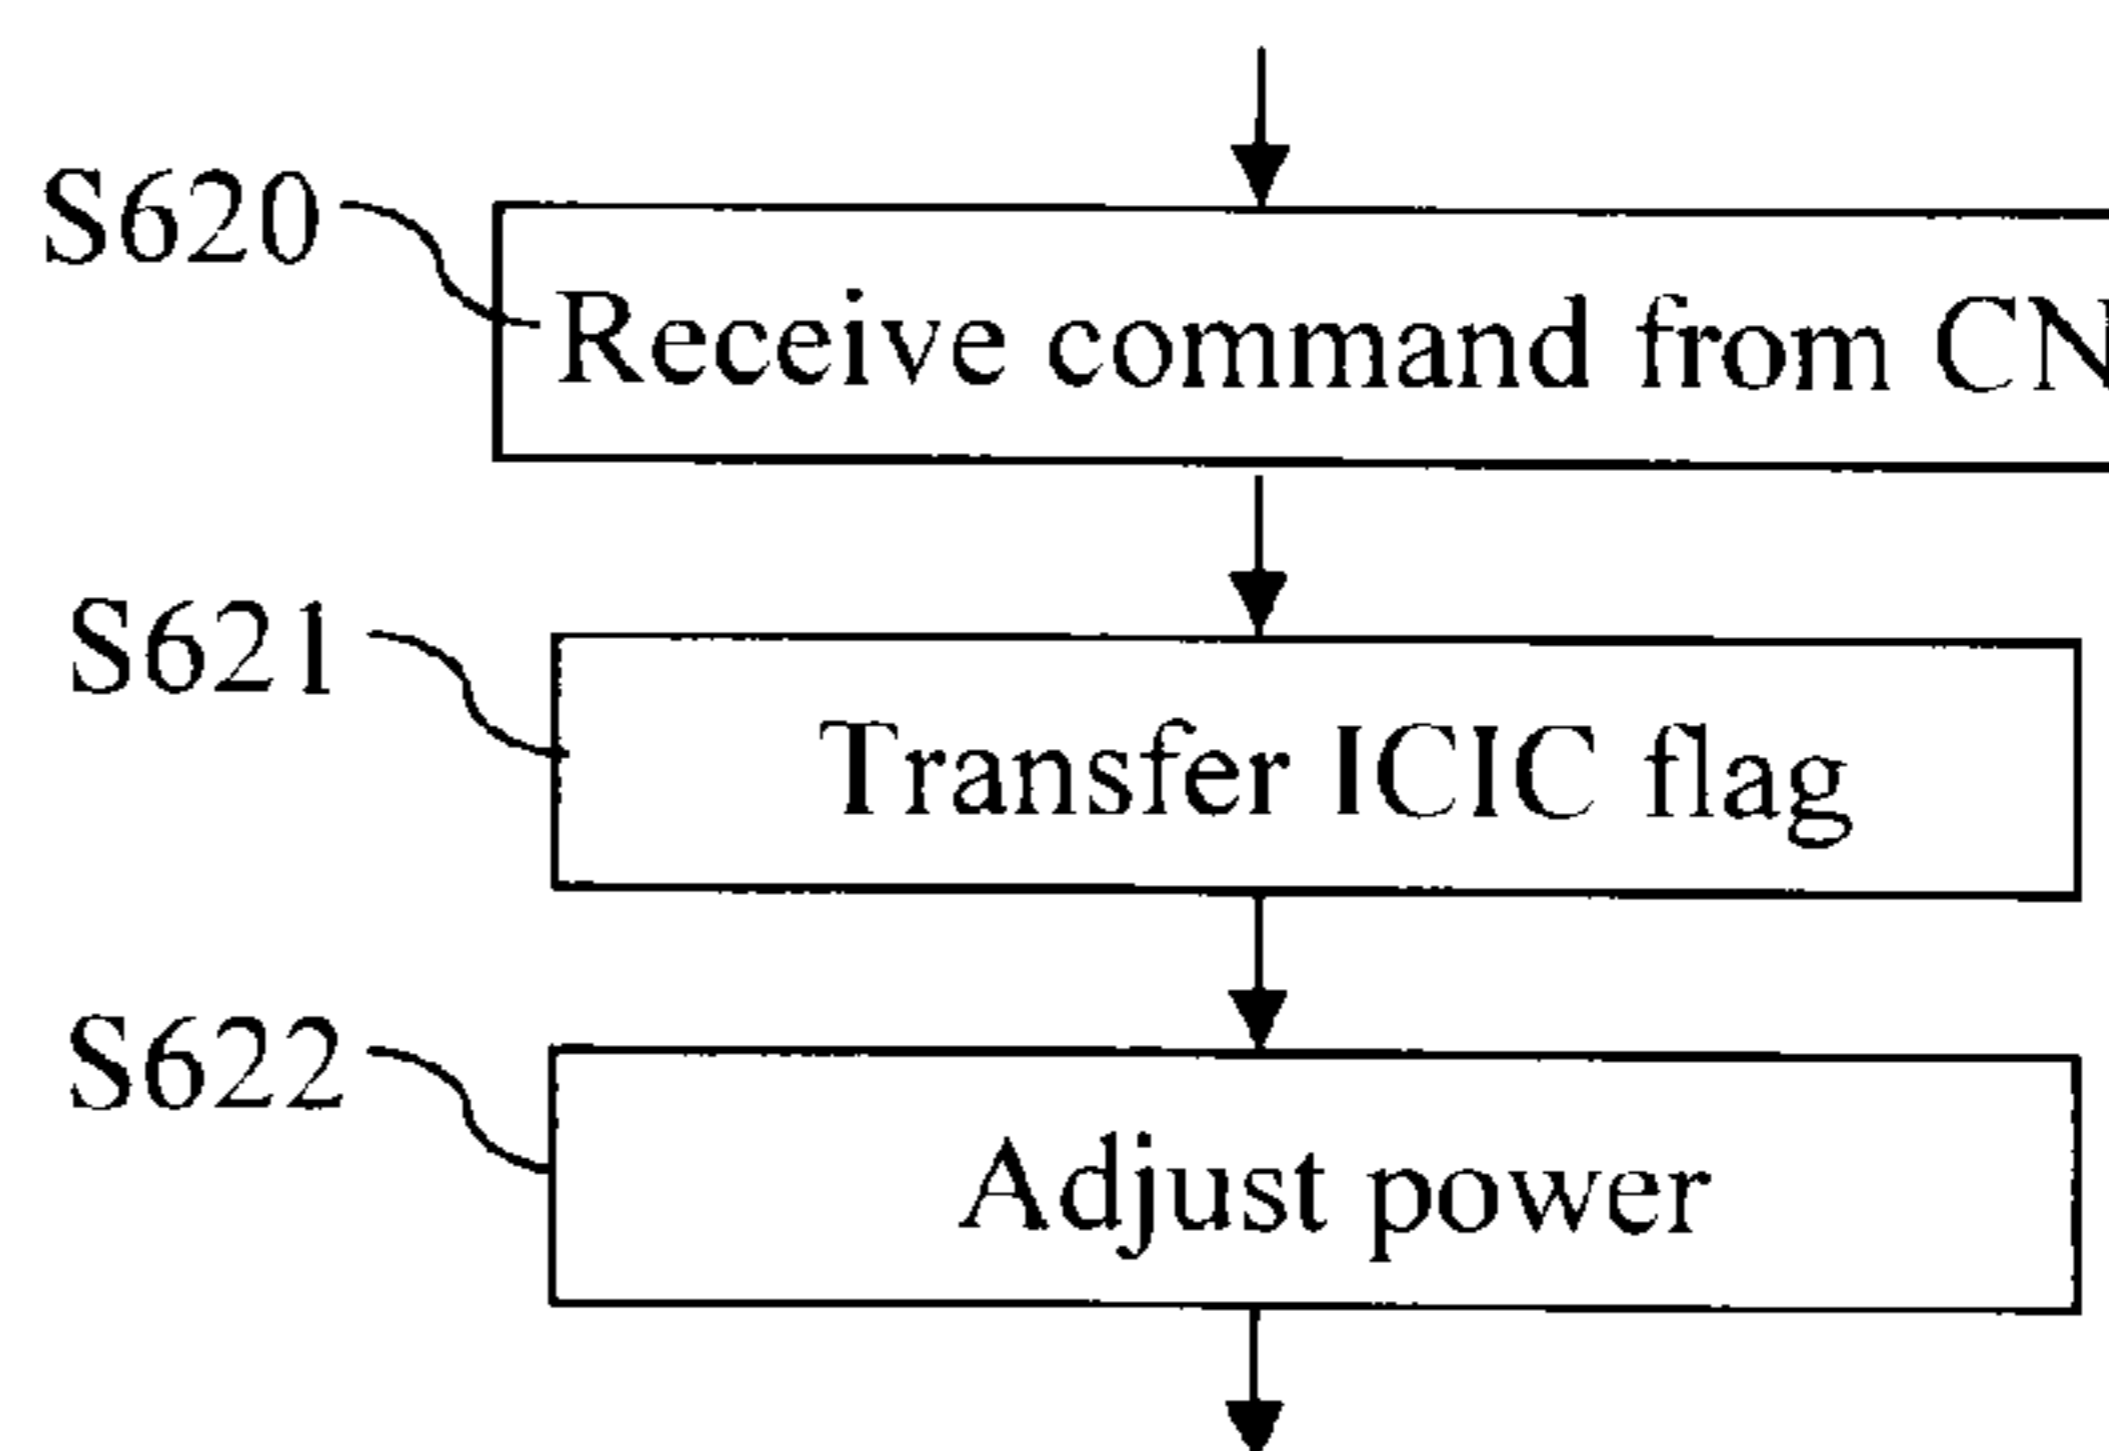 S620
Receive command from CN
S621
Transfer ICIC flag
S622
Adjust power